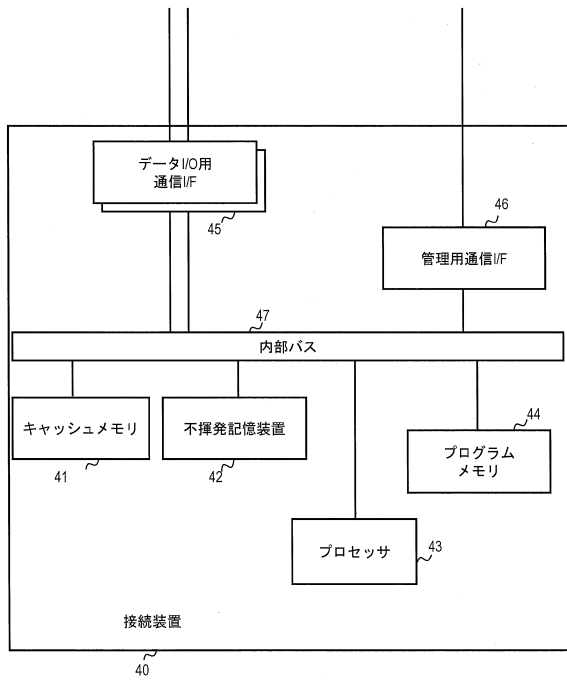 データI/O用
通信I/F
45
46
管理用通信I/F
47
内部バス
キャッシュメモリ
41
不揮発記憶装置
42
44
プログラム
メモリ
プロセッサ
43
接続装置
40